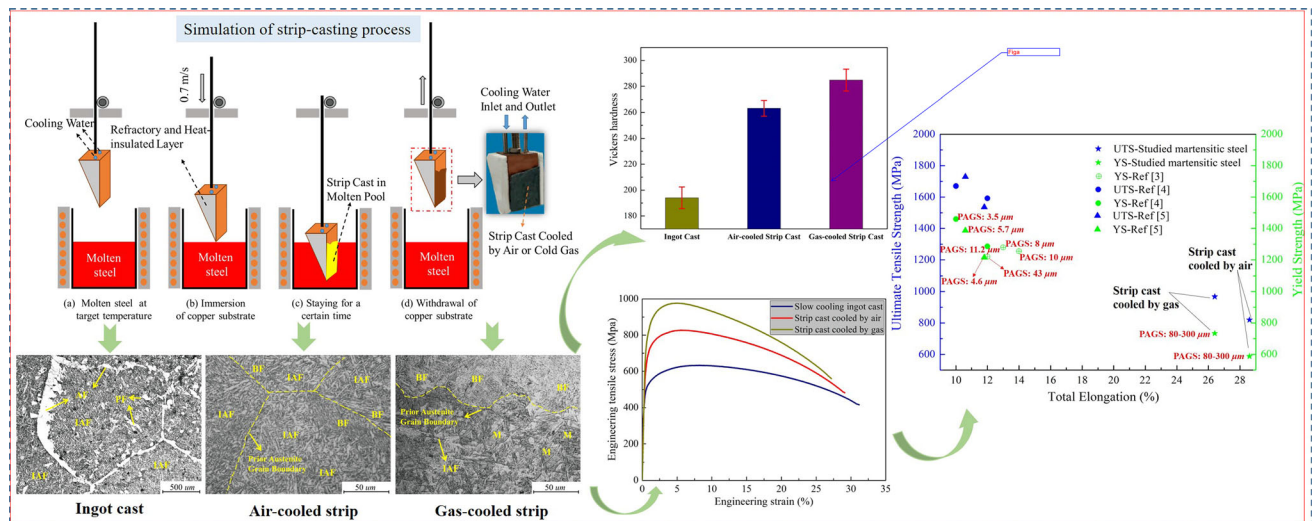 Simulation of strip-casting process
0.7 m/s
Cooling Water
Refractory and Heat-
insulated Layer
Strip Cast in
Molten Pool
Cooling Water
Inlet and Outlet
Strip Cast Cooled
by Air or Cold Gas
Molten
steel
Molten
steel
MOLTEN
steel
Molten
steel
(a) Molten steel at
target temperature
(b) Immersion
of copper substrate
(c) Staying for a
certain time
(d) Withdrawal of
copper substrate
PF
IAF
IAF
IAF
500 um
Ingot cast
BF
IAF
BF
IAF
BF
IAF
Prior Austenite
Grain Boundary
IAF
50 um
Air-cooled strip
BF
BF
BF
Prior Austenite
Grain Boundary
M
M
M
IAF
50 um
Gas-cooled strip
Vickers hardness
300
280
260
240
220
200
180
Ingot Cast
Air-cooled Strip Cast
Gas-cooled Strip Cast
Figa
Engineering tensile stress (Mpa)
1000
800
600
400
200
0
0
5
10
15
20
25
30
35
Engineering strain (%)
Slow cooling ingot cast
Strip cast cooled by air
Strip cast cooled by gas
Ultimate Tensile Strength (MPa)
2000
1800
1600
1400
1200
1000
800
600
Yield Strength (MPa)
2000
1800
1600
1400
1200
1000
800
600
UTS-Studied martensitic steel
YS-Studied martensitic steel
YS-Ref [3]
UTS-Ref [4]
YS-Ref [4]
UTS-Ref [5]
YS-Ref [5]
PAGS: 3.5 μm
PAGS: 5.7 μm
PAGS: 11.2 μm
PAGS: 8 μm
PAGS: 10 μm
PAGS: 43 μm
PAGS: 4.6 μm
Strip cast
cooled by air
Strip cast
cooled by gas
PAGS: 80-300 μm
PAGS: 80-300 μm
10
12
14
16
18
20
22
24
26
28
Total Elongation (%)